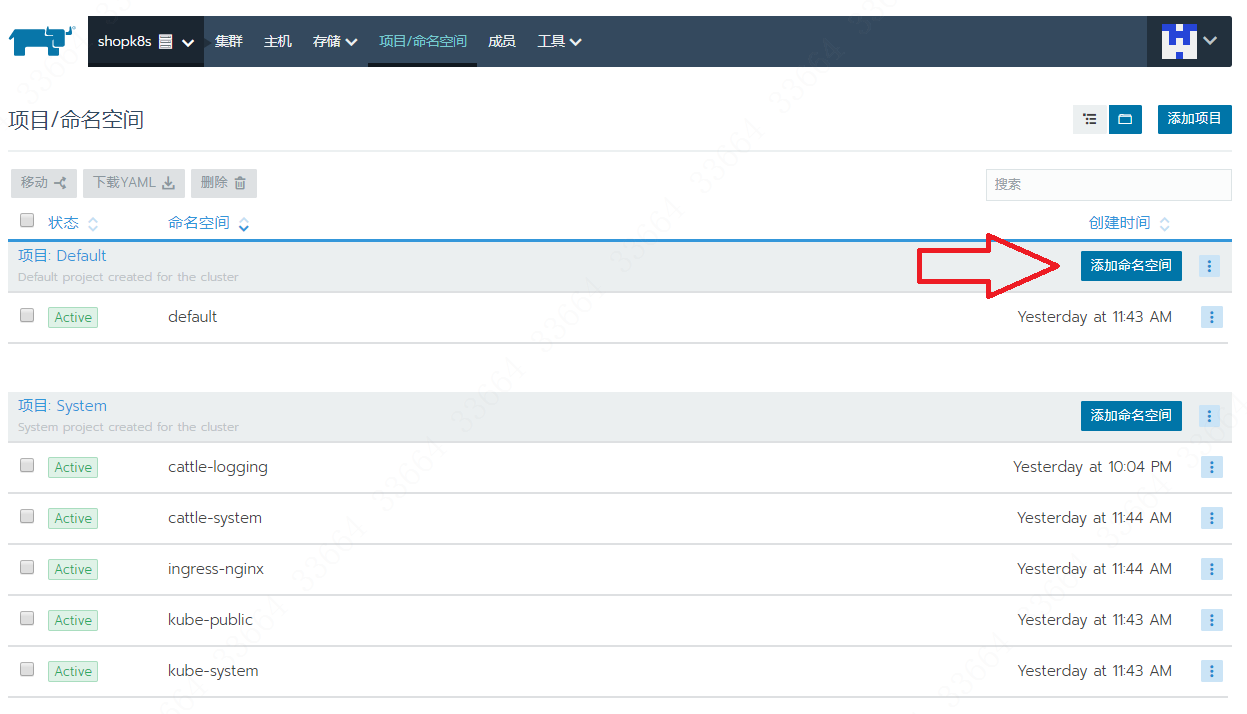 shopk8s 集群 主机 存储 项目/命名空间 成员 工具
项目/命名空间 添加项目
移动 下载YAML 删除 搜索
状态 命名空间 创建时间
项目: Default 添加命名空间
Default project created for the cluster
Active default Yesterday at 11:43 AM
项目: System 添加命名空间
System project created for the cluster
Active cattle-logging Yesterday at 10:04 PM
Active cattle-system Yesterday at 11:44 AM
Active ingress-nginx Yesterday at 11:44 AM
Active kube-public Yesterday at 11:43 AM
Active kube-system Yesterday at 11:43 AM
33664